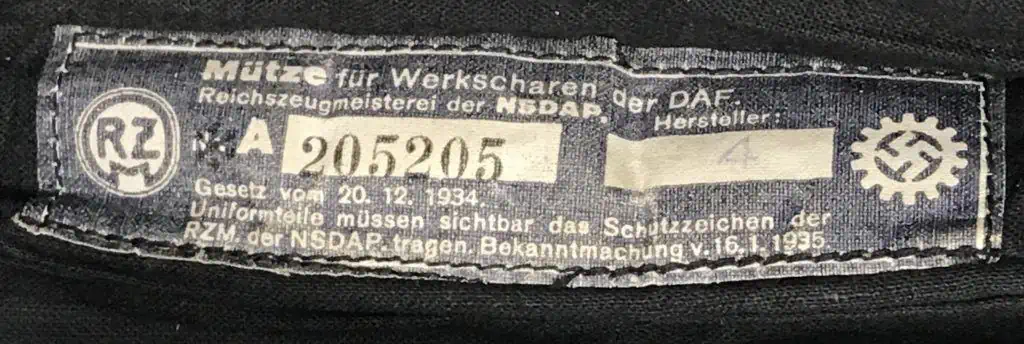 Mütze für Werkscharen der DAF.
Reichszeugmeisterei der NSDAP.
Hersteller:
RZM
Nr. A 205205
4
Gesetz vom 20. 12. 1934.
Uniformteile müssen sichtbar das Schutzzeichen der
RZM. der NSDAP. tragen. Bekanntmachung v. 16.1.1935